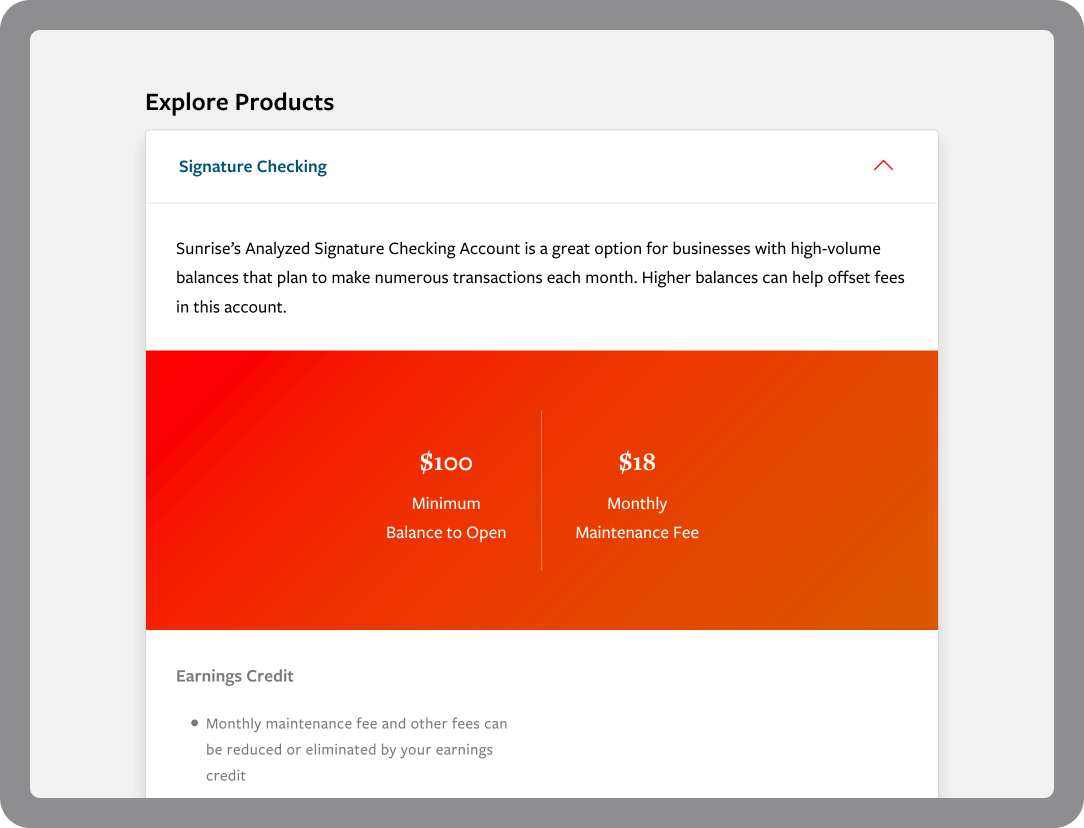 Explore Products
Signature Checking
Sunrise’s Analyzed Signature Checking Account is a great option for businesses with high-volume
balances that plan to make numerous transactions each month. Higher balances can help offset fees
in this account.
$100
Minimum
Balance to Open
$18
Monthly
Maintenance Fee
Earnings Credit
Monthly maintenance fee and other fees can
be reduced or eliminated by your earnings
credit